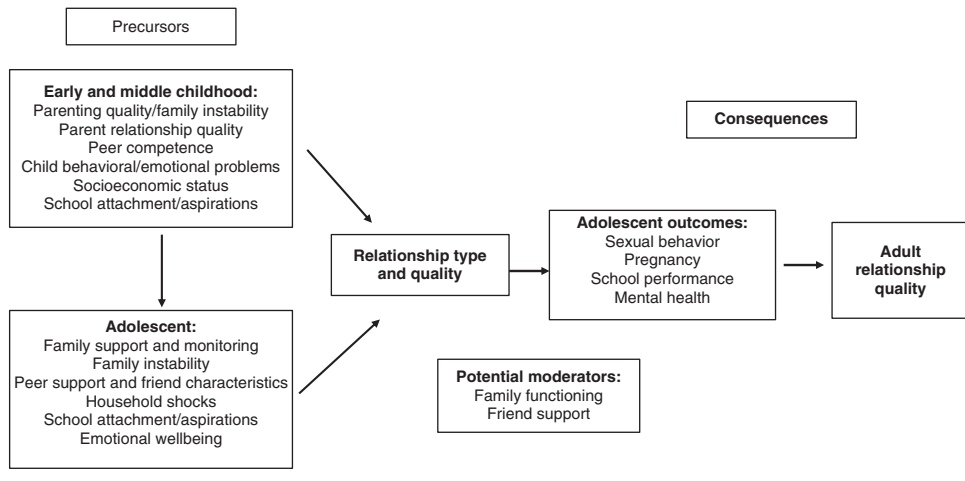 Precursors
Early and middle childhood:
Parenting quality/family instability
Parent relationship quality
Peer competence
Child behavioral/emotional problems
Socioeconomic status
School attachment/aspirations
Consequences
Relationship type
and quality
Adolescent outcomes:
Sexual behavior
Pregnancy
School performance
Mental health
Adult
relationship
quality
Adolescent:
Family support and monitoring
Family instability
Peer support and friend characteristics
Household shocks
School attachment/aspirations
Emotional wellbeing
Potential moderators:
Family functioning
Friend support